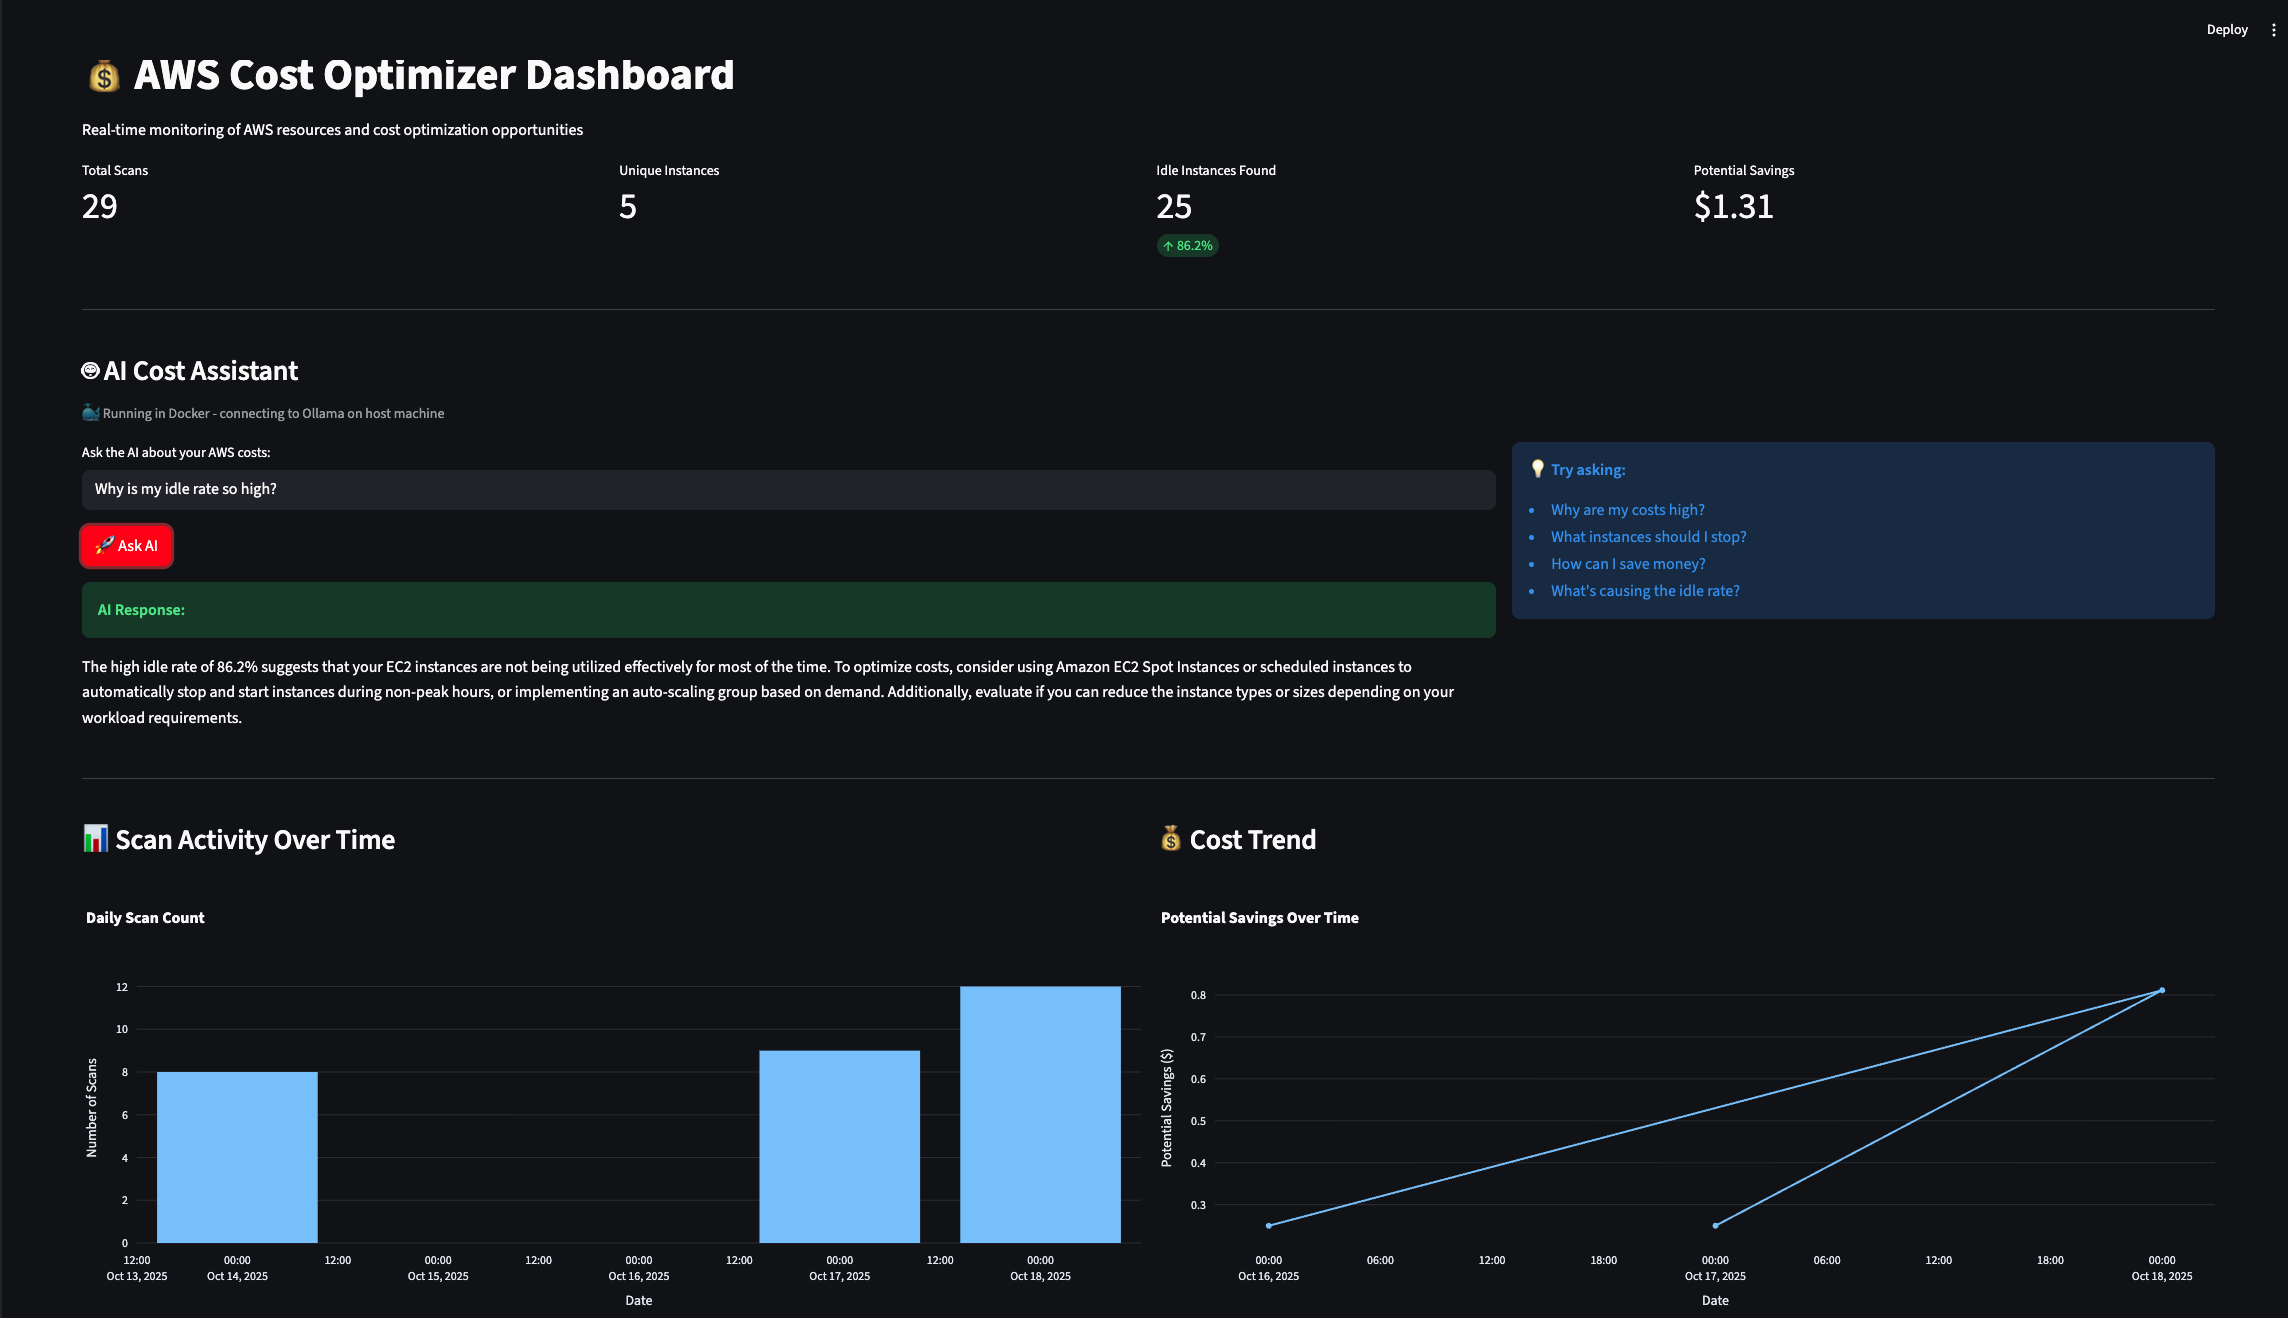 Deploy
💰 AWS Cost Optimizer Dashboard
Real-time monitoring of AWS resources and cost optimization opportunities
Total Scans
29
Unique Instances
5
Idle Instances Found
25
↑ 86.2%
Potential Savings
$1.31
AI Cost Assistant
🐳 Running in Docker - connecting to Ollama on host machine
Ask the AI about your AWS costs:
Why is my idle rate so high?
🚀 Ask AI
AI Response:
The high idle rate of 86.2% suggests that your EC2 instances are not being utilized effectively for most of the time. To optimize costs, consider using Amazon EC2 Spot Instances or scheduled instances to
automatically stop and start instances during non-peak hours, or implementing an auto-scaling group based on demand. Additionally, evaluate if you can reduce the instance types or sizes depending on your
workload requirements.
💡 Try asking:
• Why are my costs high?
• What instances should I stop?
• How can I save money?
• What's causing the idle rate?
📊 Scan Activity Over Time
Daily Scan Count
12
10
8
6
4
2
0
Number of Scans
12:00 00:00 12:00 00:00 12:00 00:00 12:00 00:00 12:00 00:00
Oct 13, 2025 Oct 14, 2025 Oct 15, 2025 Oct 16, 2025 Oct 17, 2025 Oct 18, 2025
Date
💰 Cost Trend
Potential Savings Over Time
0.8
0.7
0.6
0.5
0.4
0.3
Potential Savings ($)
00:00 06:00 12:00 18:00 00:00 06:00 12:00 18:00 00:00
Oct 16, 2025 Oct 17, 2025 Oct 18, 2025
Date